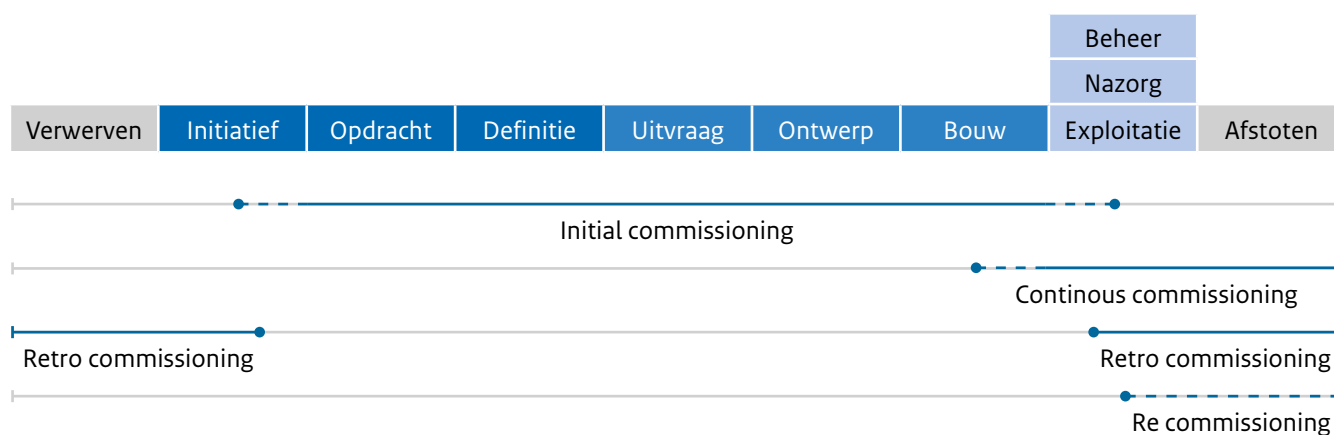 Beheer
Nazorg
Verwerven Initiatief Opdracht Definitie Uitvraag Ontwerp Bouw Exploitatie Afstoten
Initial commissioning
Continous commissioning
Retro commissioning Retro commissioning
Re commissioning